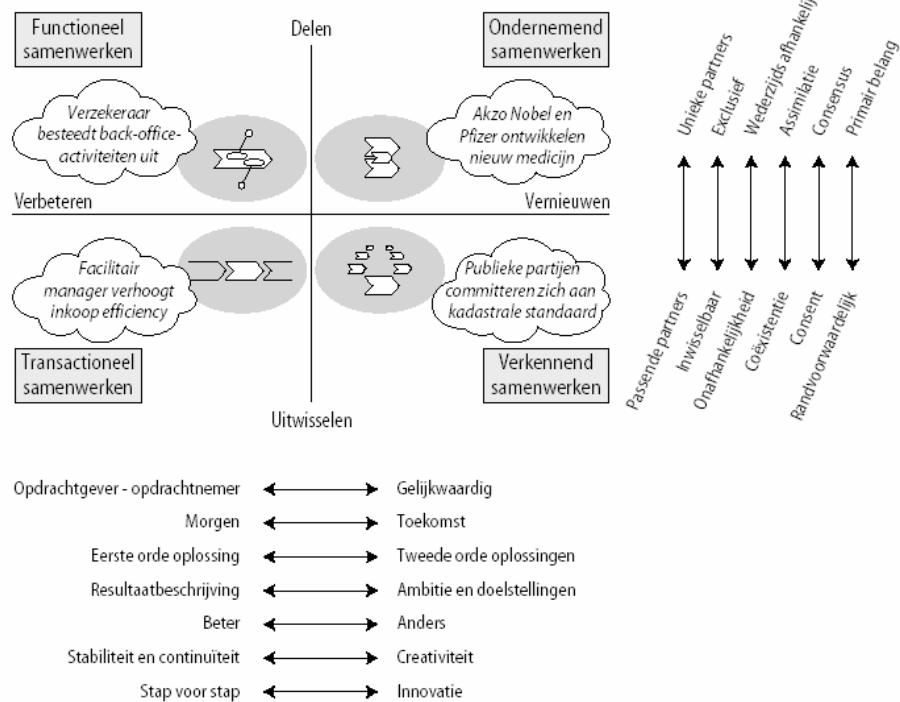 Functioneel
samenwerken
Delen
Ondernemend
samenwerken
Verzekeraar
besteedt back-office-
activiteiten uit
Akzo Nobel en
Pfizer ontwikkelen
nieuw medicijn
Verbeteren
Vernieuwen
Facilitair
manager verhoogt
inkoop efficiency
Publieke partijen
committeren zich aan
kadastrale standaard
Transactioneel
samenwerken
Verkennend
samenwerken
Uitwisselen
Unieke partners
Exclusief
Wederzijds
Assimilatie
Consensus
Primair belang
Passende partners
Inwisselbaar
Onafhankelijkheid
Coëxistentie
Consent
Randvoorwaardelijk
Opdrachtgever - opdrachtnemer Gelijkwaardig
Morgen Toekomst
Eerste orde oplossing Tweede orde oplossingen
Resultaatbeschrijving Ambitie en doelstellingen
Beter Anders
Stabiliteit en continuïteit Creativiteit
Stap voor stap Innovatie